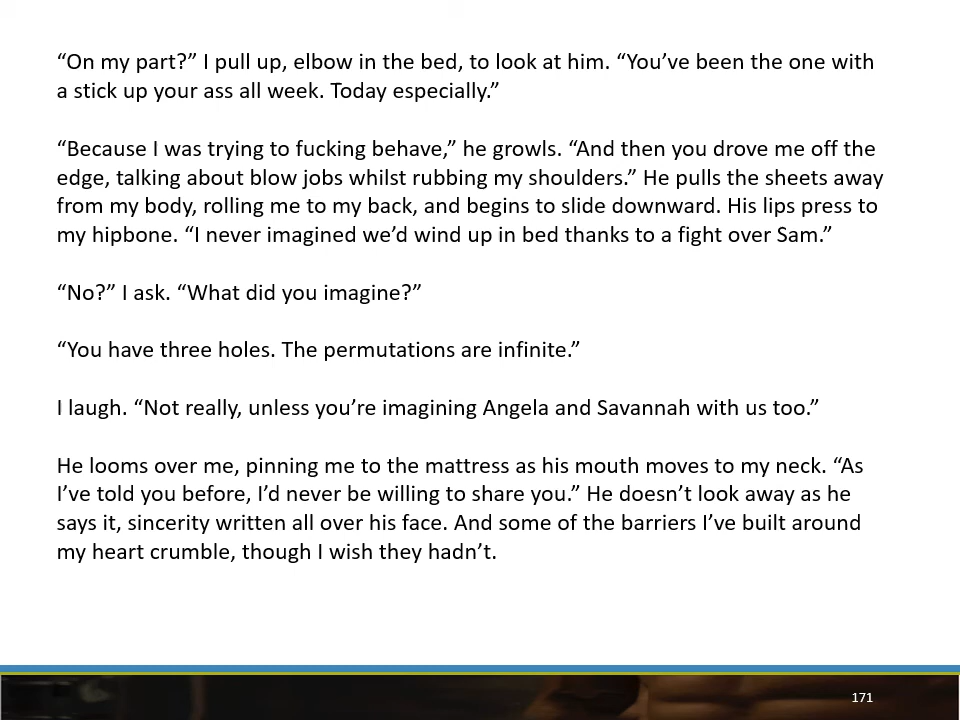 “On my part?” I pull up, elbow in the bed, to look at him. “You’ve been the one with
a stick up your ass all week. Today especially.”
“Because I was trying to fucking behave,” he growls. “And then you drove me off the
edge, talking about blow jobs whilst rubbing my shoulders.” He pulls the sheets away
from my body, rolling me to my back, and begins to slide downward. His lips press to
my hipbone. “I never imagined we’d wind up in bed thanks to a fight over Sam.”
“No?” I ask. “What did you imagine?”
“You have three holes. The permutations are infinite.”
I laugh. “Not really, unless you’re imagining Angela and Savannah with us too.”
He looms over me, pinning me to the mattress as his mouth moves to my neck. “As
I’ve told you before, I’d never be willing to share you.” He doesn’t look away as he
says it, sincerity written all over his face. And some of the barriers I’ve built around
my heart crumble, though I wish they hadn’t.
171